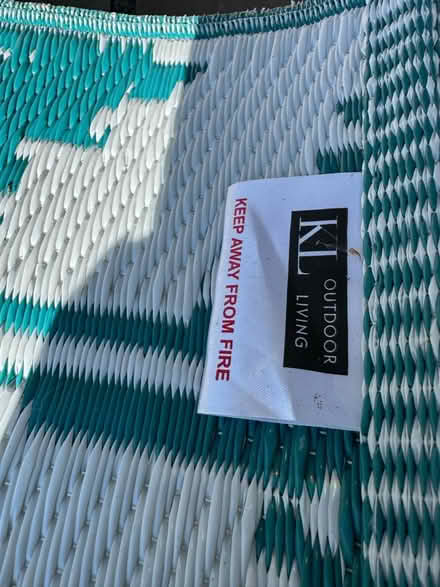 KL
OUTDOOR
LIVING
KEEP AWAY FROM FIRE